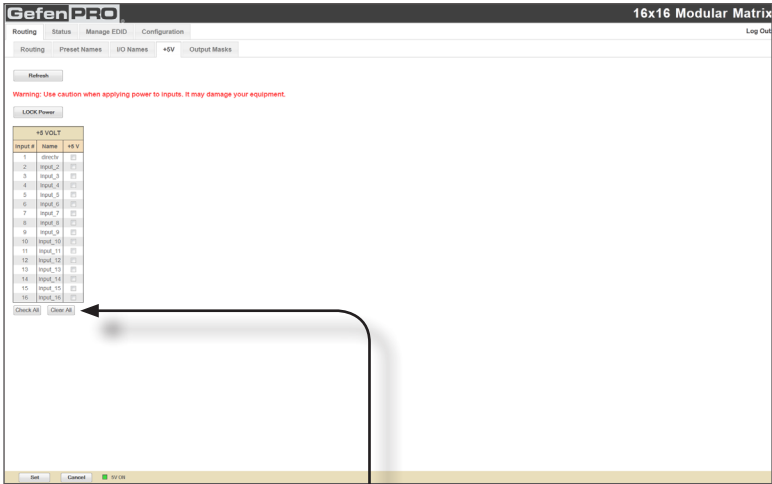 Gefen PRO 16x16 Modular Matrix
Routing Status Manage EDID Configuration Log Out
Routing Preset Names I/O Names +5V Output Masks
Refresh
Warning: Use caution when applying power to inputs. It may damage your equipment.
LOCK Power
+5 VOLT
Input # Name +5 V
1 directv
2 Input_2
3 Input_3
4 Input_4
5 Input_5
6 Input_6
7 Input_7
8 Input_8
9 Input_9
10 Input_10
11 Input_11
12 Input_12
13 Input_13
14 Input_14
15 Input_15
16 Input_16
Check All Clear All
Set Cancel 5V ON